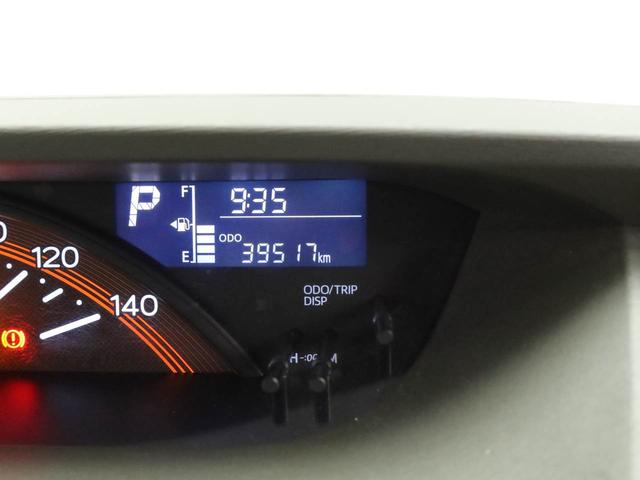 P
F
9:35
E
ODO
39517km
120
140
ODO/TRIP
DISP
H
M